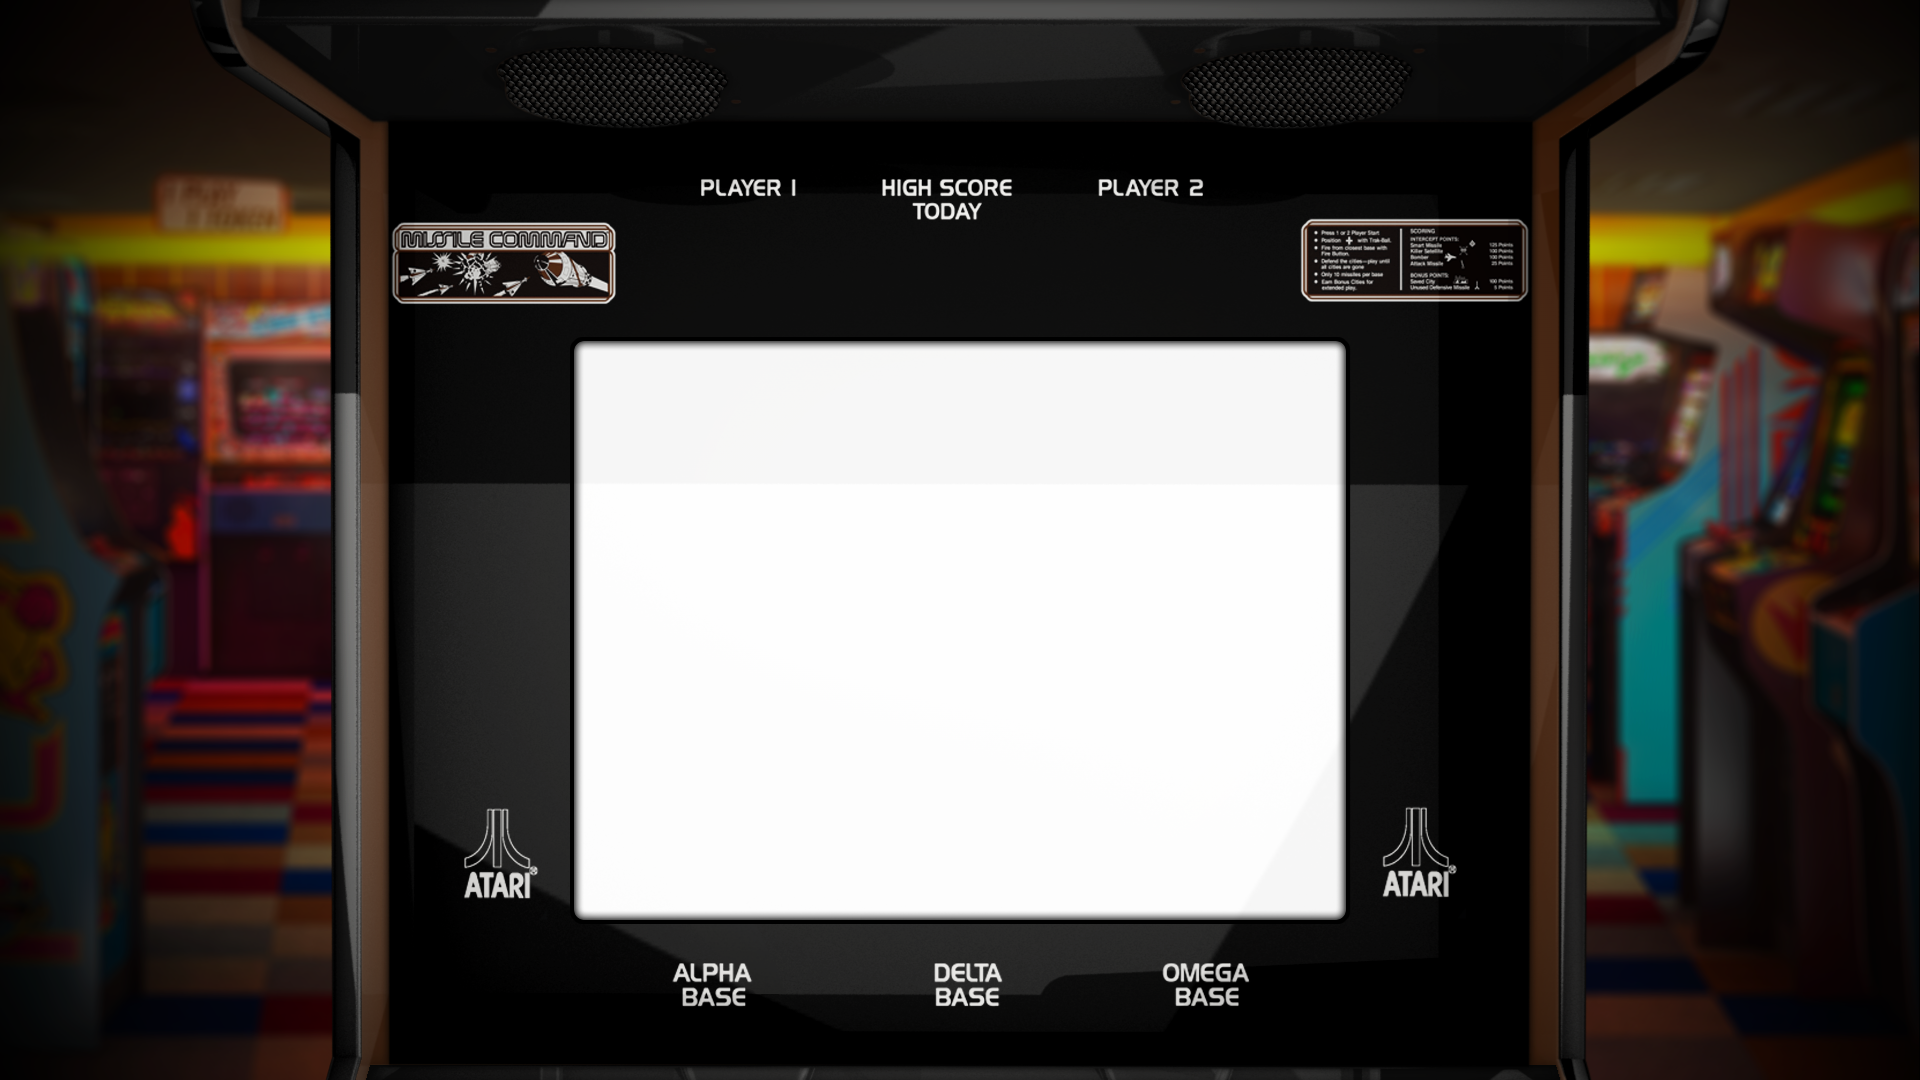 PLAYER 1
HIGH SCORE
TODAY
PLAYER 2
MISSILE COMMAND
• Press 1 or 2 Player Start
• Position with Trak-Ball.
• Fire from closest base with
Fire Button.
• Defend the cities—play until
all cities are gone
• Only 10 missiles per base
• Earn Bonus Cities for
extended play.
SCORING
INTERCEPT POINTS:
Smart Missile 125 Points
Killer Satellite 100 Points
Bomber 100 Points
Attack Missile 25 Points
BONUS POINTS:
Saved City 100 Points
Unused Defensive Missile 5 Points
ATARI®
ATARI®
ALPHA
BASE
DELTA
BASE
OMEGA
BASE